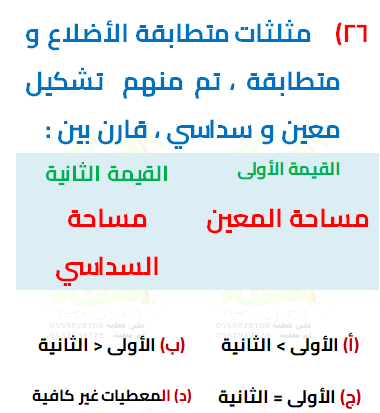 ٢٦) مثلثات متطابقة الأضلاع و
متطابقة ، تم منهم تشكيل
معين و سداسي ، قارن بين :
القيمة الأولى القيمة الثانية
مساحة المعين مساحة
السداسي
(أ) الأولى > الثانية (ب) الأولى < الثانية
(ج) الأولى = الثانية (د) المعطيات غير كافية